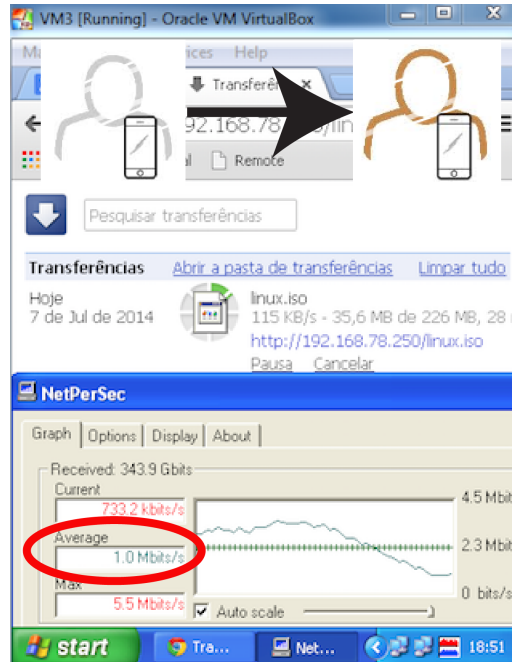 VM3 [Running] - Oracle VM VirtualBox
Help
Transferên
92.168.78
Remote
Pesquisar transferências
Transferências Abrir a pasta de transferências Limpar tudo
Hoje
7 de Jul de 2014
linux.iso
115 KB/s - 35,6 MB de 226 MB, 28
http://192.168.78.250/linux.iso
Pausa Cancelar
NetPerSec
Graph Options Display About
Received: 343.9 Gbits
Current
733.2 kbits/s
Average
1.0 Mbits/s
Max
5.5 Mbits/s
4.5 Mbit
2.3 Mbit
0 bits/s
Auto scale
start Tra... Net... 18:51